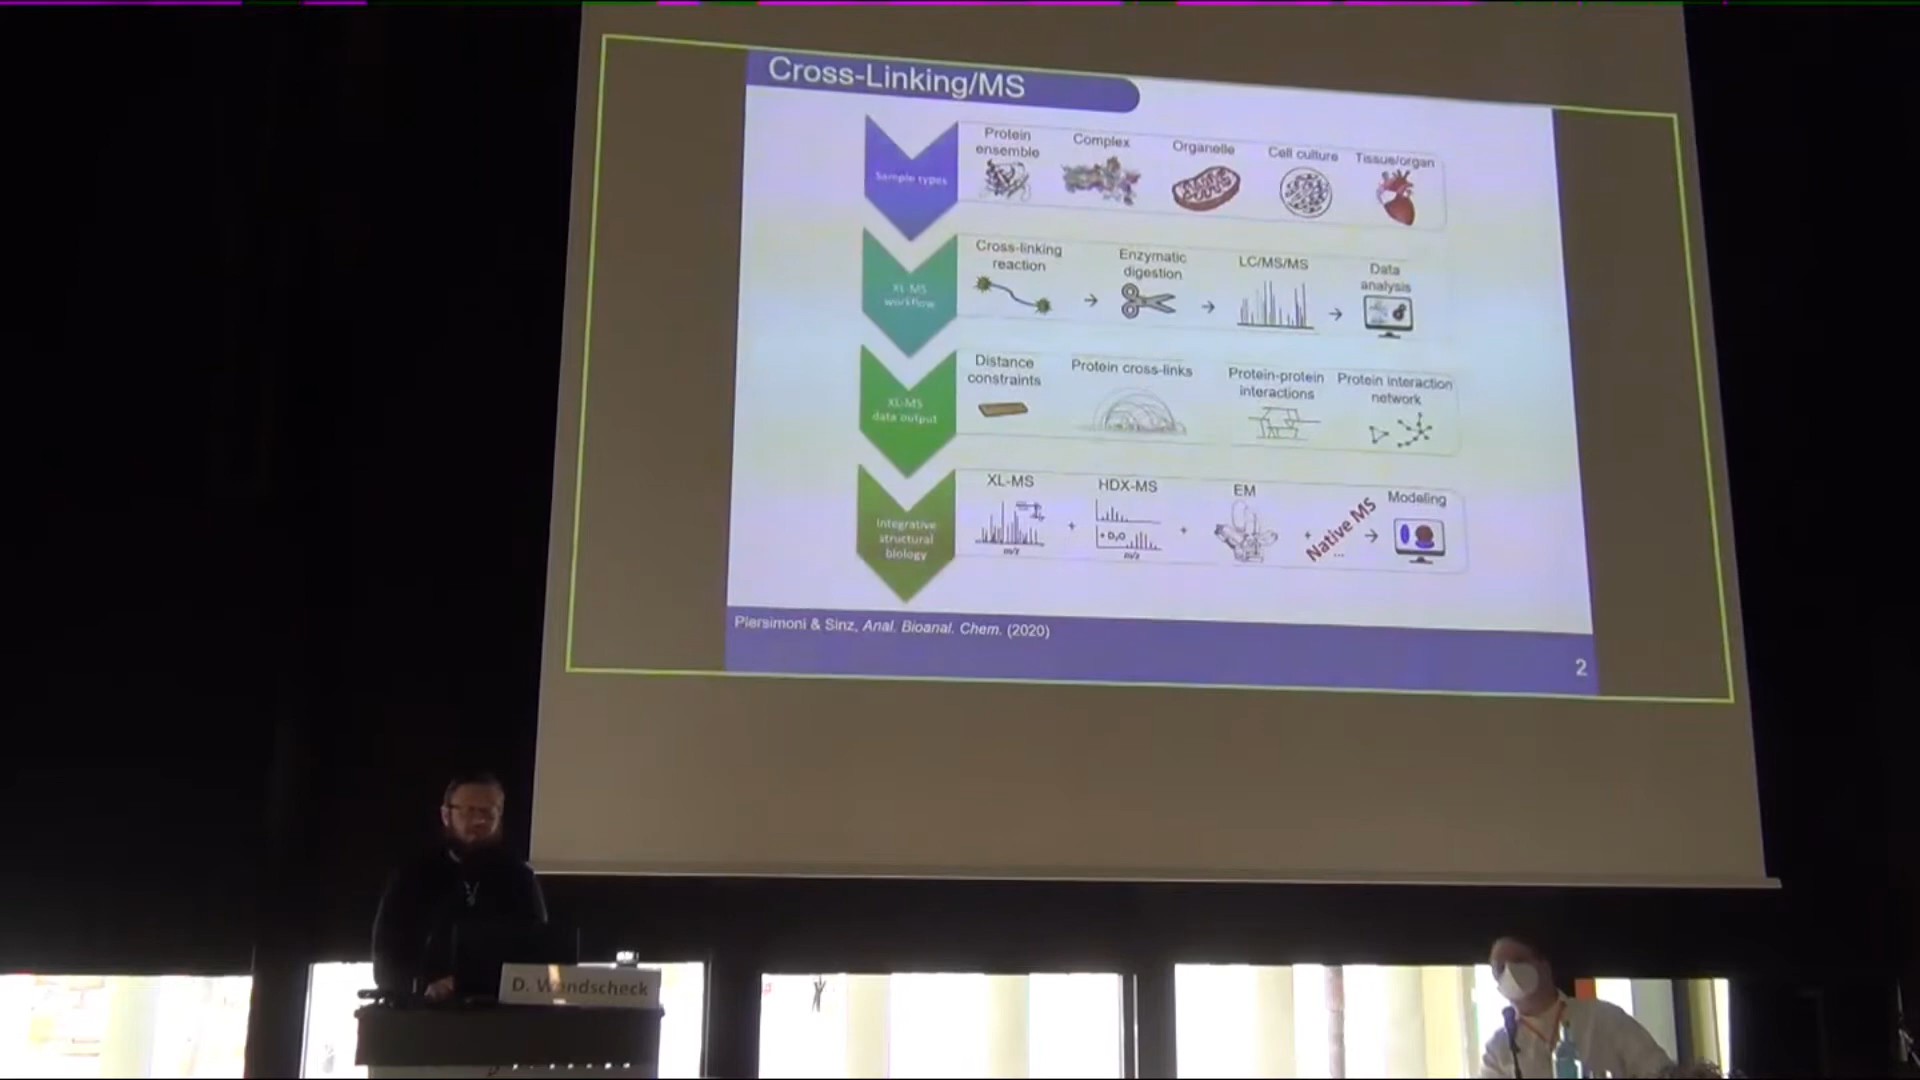 Cross-Linking/MS
Sample types
Protein
ensemble
Complex
Organelle
Cell culture
Tissue/organ
XL-MS
workflow
Cross-linking
reaction
Enzymatic
digestion
LC/MS/MS
Data
analysis
XL-MS
data output
Distance
constraints
Protein cross-links
Protein-protein
interactions
Protein interaction
network
Integrative
structural
biology
XL-MS
m/z
+
HDX-MS
+ D₂O
m/z
+
EM
+
Native MS
...
Modeling
Piersimoni & Sinz, Anal. Bioanal. Chem. (2020)
2
D. Wandscheck